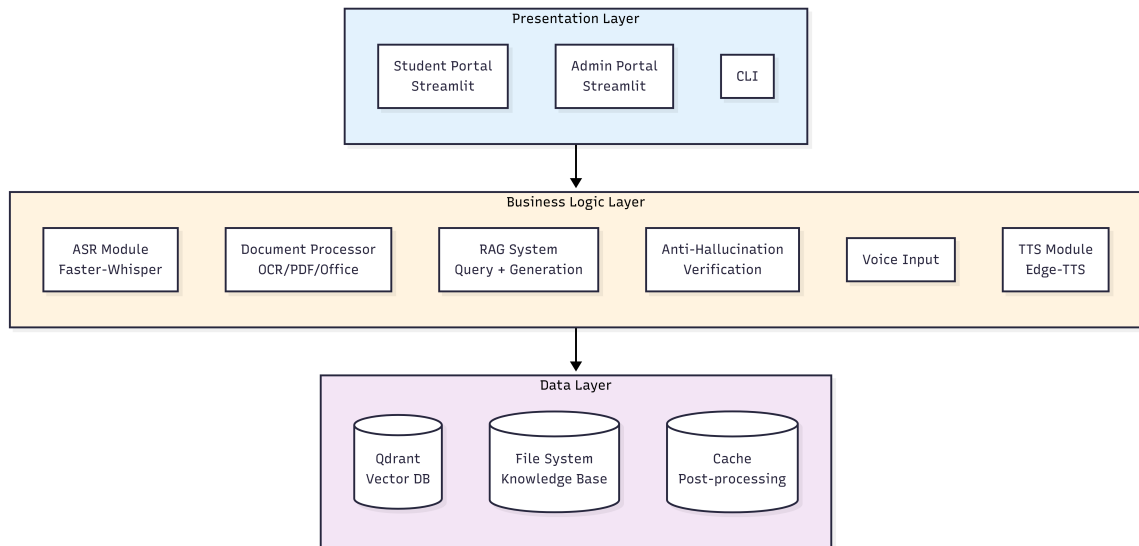 Presentation Layer
Student Portal
Streamlit
Admin Portal
Streamlit
CLI
Business Logic Layer
ASR Module
Faster-Whisper
Document Processor
OCR/PDF/Office
RAG System
Query + Generation
Anti-Hallucination
Verification
Voice Input
TTS Module
Edge-TTS
Data Layer
Qdrant
Vector DB
File System
Knowledge Base
Cache
Post-processing